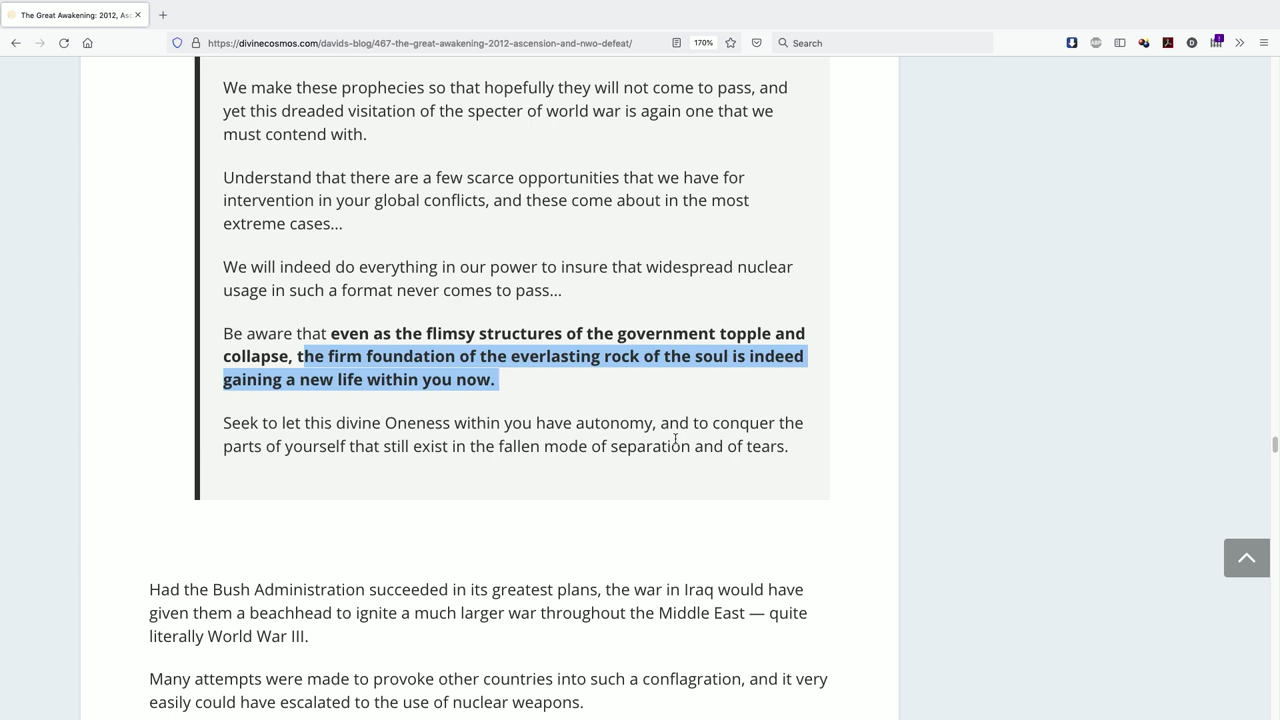 The Great Awakening: 2012, Asc
https://divinecosmos.com/davids-blog/467-the-great-awakening-2012-ascension-and-nwo-defeat/
170%
Search
We make these prophecies so that hopefully they will not come to pass, and
yet this dreaded visitation of the specter of world war is again one that we
must contend with.
Understand that there are a few scarce opportunities that we have for
intervention in your global conflicts, and these come about in the most
extreme cases…
We will indeed do everything in our power to insure that widespread nuclear
usage in such a format never comes to pass…
Be aware that even as the flimsy structures of the government topple and
collapse, the firm foundation of the everlasting rock of the soul is indeed
gaining a new life within you now.
Seek to let this divine Oneness within you have autonomy, and to conquer the
parts of yourself that still exist in the fallen mode of separation and of tears.
Had the Bush Administration succeeded in its greatest plans, the war in Iraq would have
given them a beachhead to ignite a much larger war throughout the Middle East — quite
literally World War III.
Many attempts were made to provoke other countries into such a conflagration, and it very
easily could have escalated to the use of nuclear weapons.